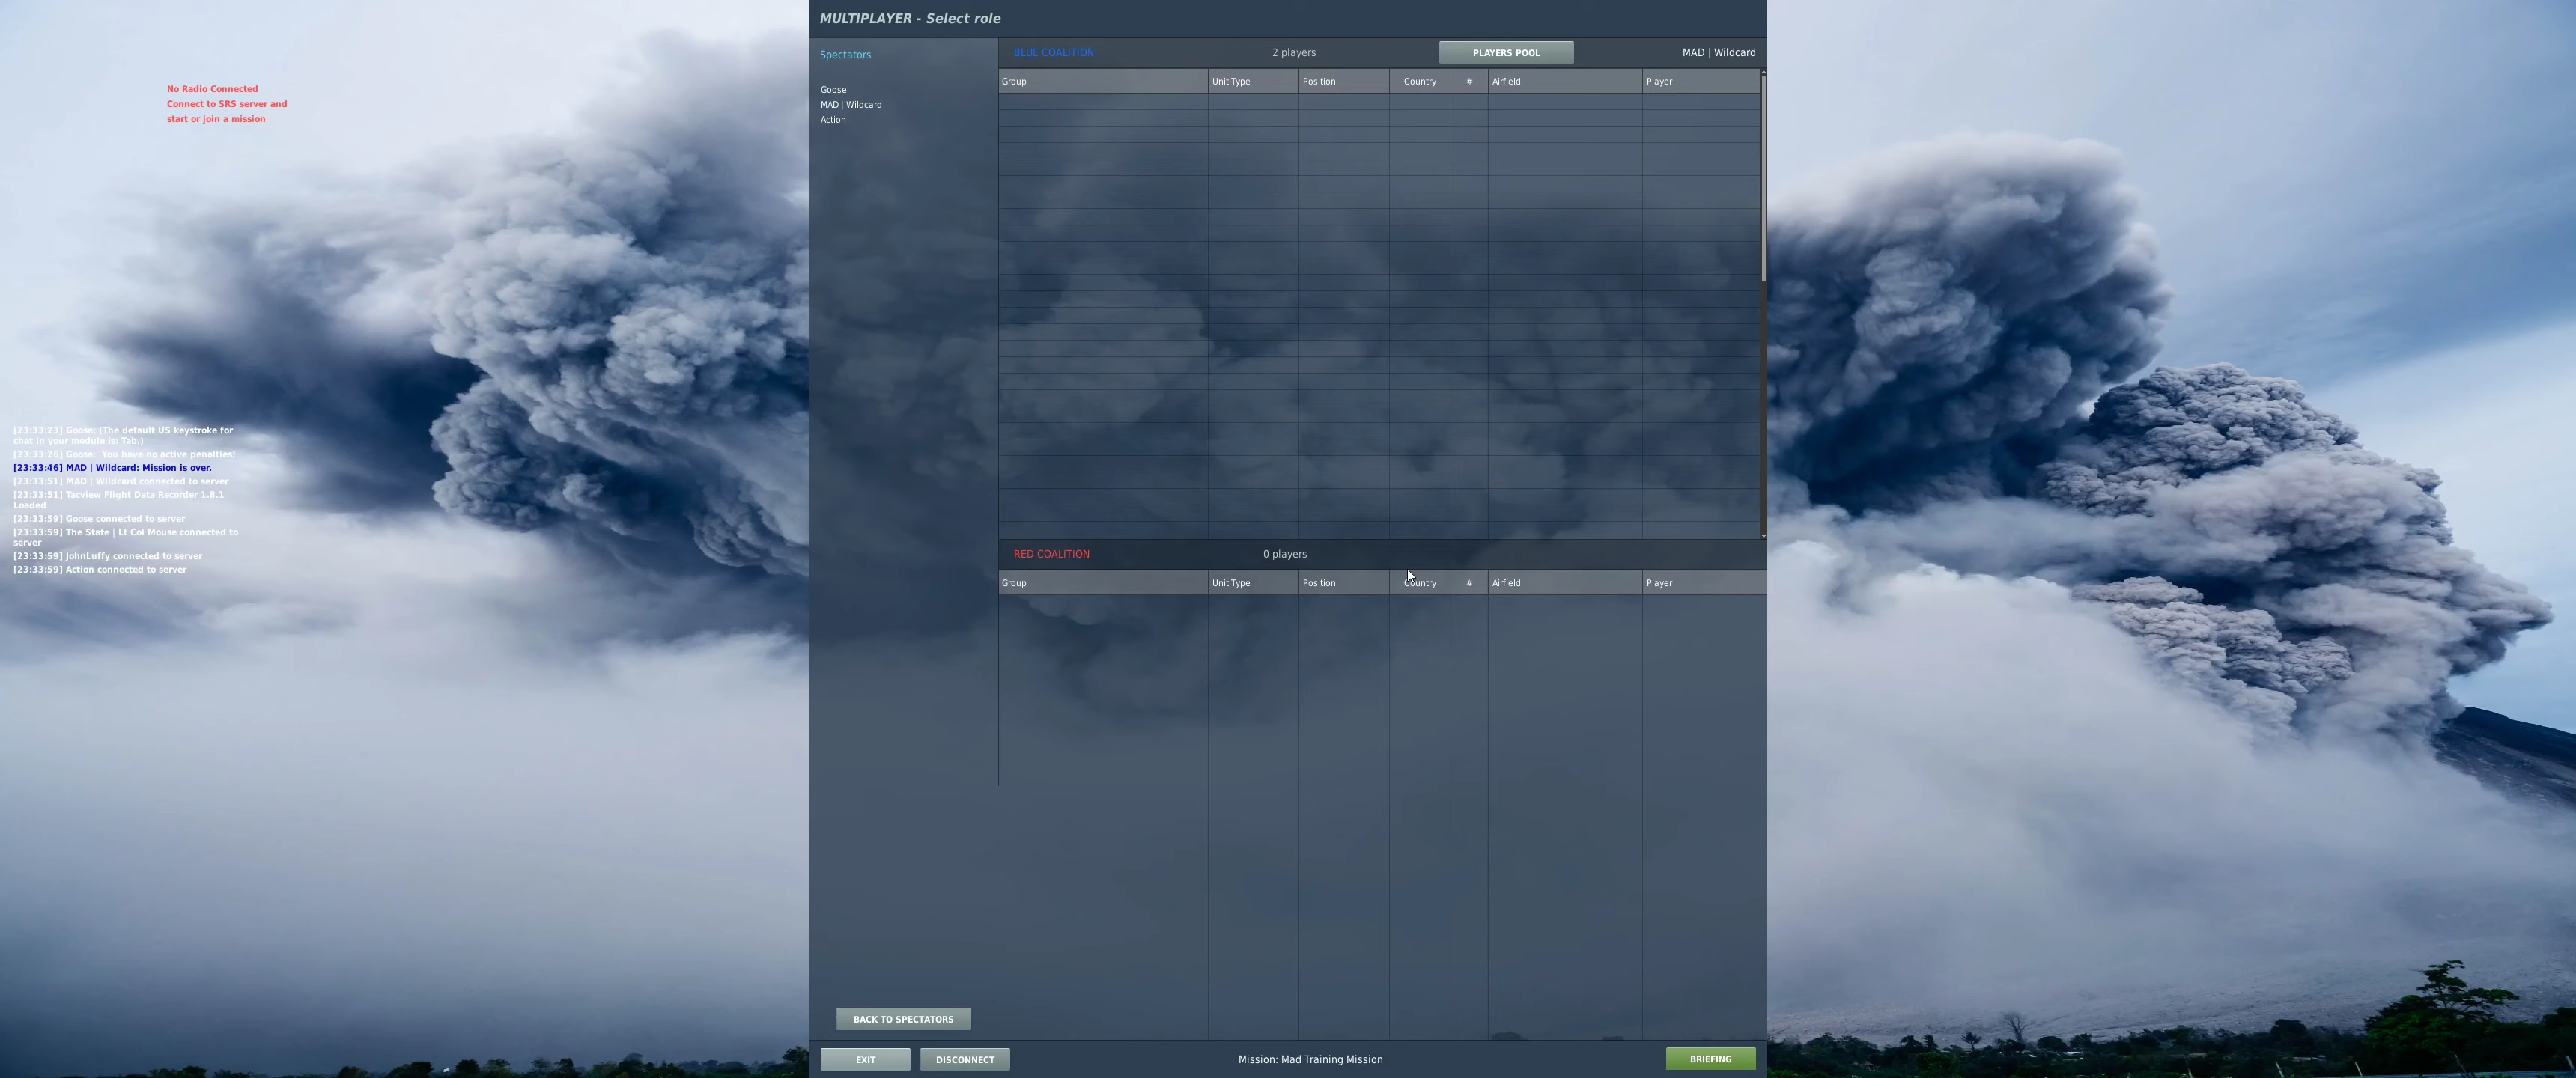 MULTIPLAYER - Select role
Spectators
Goose
MAD | Wildcard
Action
BLUE COALITION
2 players
PLAYERS POOL
MAD | Wildcard
Group
Unit Type
Position
Country
#
Airfield
Player
No Radio Connected
Connect to SRS server and
start or join a mission
[23:33:23] Goose: (The default US keystroke for
chat in your module is: Tab.)
[23:33:26] Goose:  You have no active penalties!
[23:33:46] MAD | Wildcard: Mission is over.
[23:33:51] MAD | Wildcard connected to server
[23:33:51] Tacview Flight Data Recorder 1.8.1
Loaded
[23:33:59] Goose connected to server
[23:33:59] The State | Lt Col Mouse connected to
server
[23:33:59] JohnLuffy connected to server
[23:33:59] Action connected to server
RED COALITION
0 players
Group
Unit Type
Position
Country
#
Airfield
Player
BACK TO SPECTATORS
EXIT
DISCONNECT
Mission: Mad Training Mission
BRIEFING